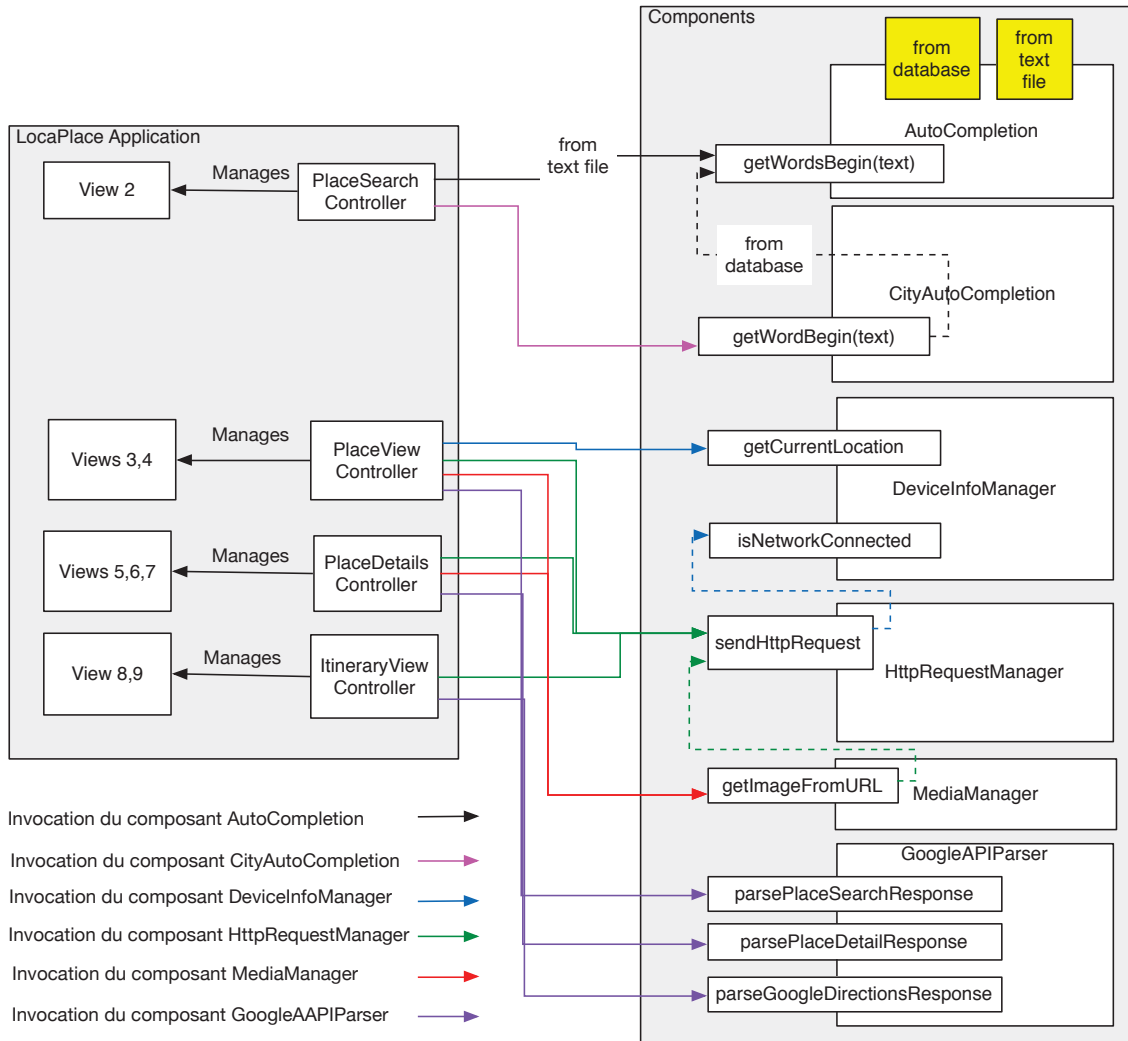 Components
from
database
from
text
file
AutoCompletion
getWordsBegin(text)
from
database
CityAutoCompletion
getWordBegin(text)
getCurrentLocation
DeviceInfoManager
isNetworkConnected
sendHttpRequest
HttpRequestManager
getImageFromURL
MediaManager
GoogleAPIParser
parsePlaceSearchResponse
parsePlaceDetailResponse
parseGoogleDirectionsResponse
LocaPlace Application
from
text file
View 2
Manages
PlaceSearch
Controller
Views 3,4
Manages
PlaceView
Controller
Views 5,6,7
Manages
PlaceDetails
Controller
View 8,9
Manages
ItineraryView
Controller
Invocation du composant AutoCompletion
Invocation du composant CityAutoCompletion
Invocation du composant DeviceInfoManager
Invocation du composant HttpRequestManager
Invocation du composant MediaManager
Invocation du composant GoogleAAPIParser